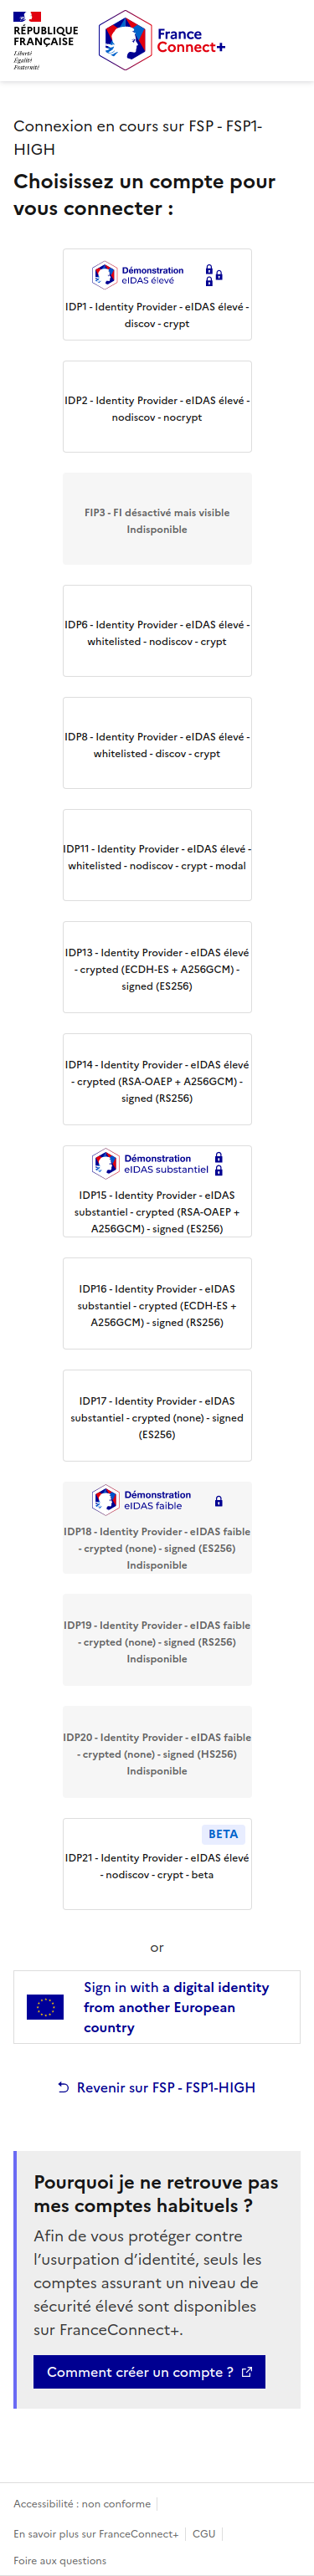 RÉPUBLIQUE
FRANÇAISE
Liberté
Égalité
Fraternité
France
Connect+
Connexion en cours sur FSP - FSP1-
HIGH
Choisissez un compte pour
vous connecter :
Démonstration
eIDAS élevé
IDP1 - Identity Provider - eIDAS élevé -
discov - crypt
IDP2 - Identity Provider - eIDAS élevé -
nodiscov - nocrypt
FIP3 - FI désactivé mais visible
Indisponible
IDP6 - Identity Provider - eIDAS élevé -
whitelisted - nodiscov - crypt
IDP8 - Identity Provider - eIDAS élevé -
whitelisted - discov - crypt
IDP11 - Identity Provider - eIDAS élevé -
whitelisted - nodiscov - crypt - modal
IDP13 - Identity Provider - eIDAS élevé
- crypted (ECDH-ES + A256GCM) -
signed (ES256)
IDP14 - Identity Provider - eIDAS élevé
- crypted (RSA-OAEP + A256GCM) -
signed (RS256)
Démonstration
eIDAS substantiel
IDP15 - Identity Provider - eIDAS
substantiel - crypted (RSA-OAEP +
A256GCM) - signed (ES256)
IDP16 - Identity Provider - eIDAS
substantiel - crypted (ECDH-ES +
A256GCM) - signed (RS256)
IDP17 - Identity Provider - eIDAS
substantiel - crypted (none) - signed
(ES256)
Démonstration
eIDAS faible
IDP18 - Identity Provider - eIDAS faible
- crypted (none) - signed (ES256)
Indisponible
IDP19 - Identity Provider - eIDAS faible
- crypted (none) - signed (RS256)
Indisponible
IDP20 - Identity Provider - eIDAS faible
- crypted (none) - signed (HS256)
Indisponible
BETA
IDP21 - Identity Provider - eIDAS élevé
- nodiscov - crypt - beta
or
Sign in with a digital identity
from another European
country
Revenir sur FSP - FSP1-HIGH
Pourquoi je ne retrouve pas
mes comptes habituels ?
Afin de vous protéger contre
l’usurpation d’identité, seuls les
comptes assurant un niveau de
sécurité élevé sont disponibles
sur FranceConnect+.
Comment créer un compte ?
Accessibilité : non conforme
En savoir plus sur FranceConnect+
CGU
Foire aux questions